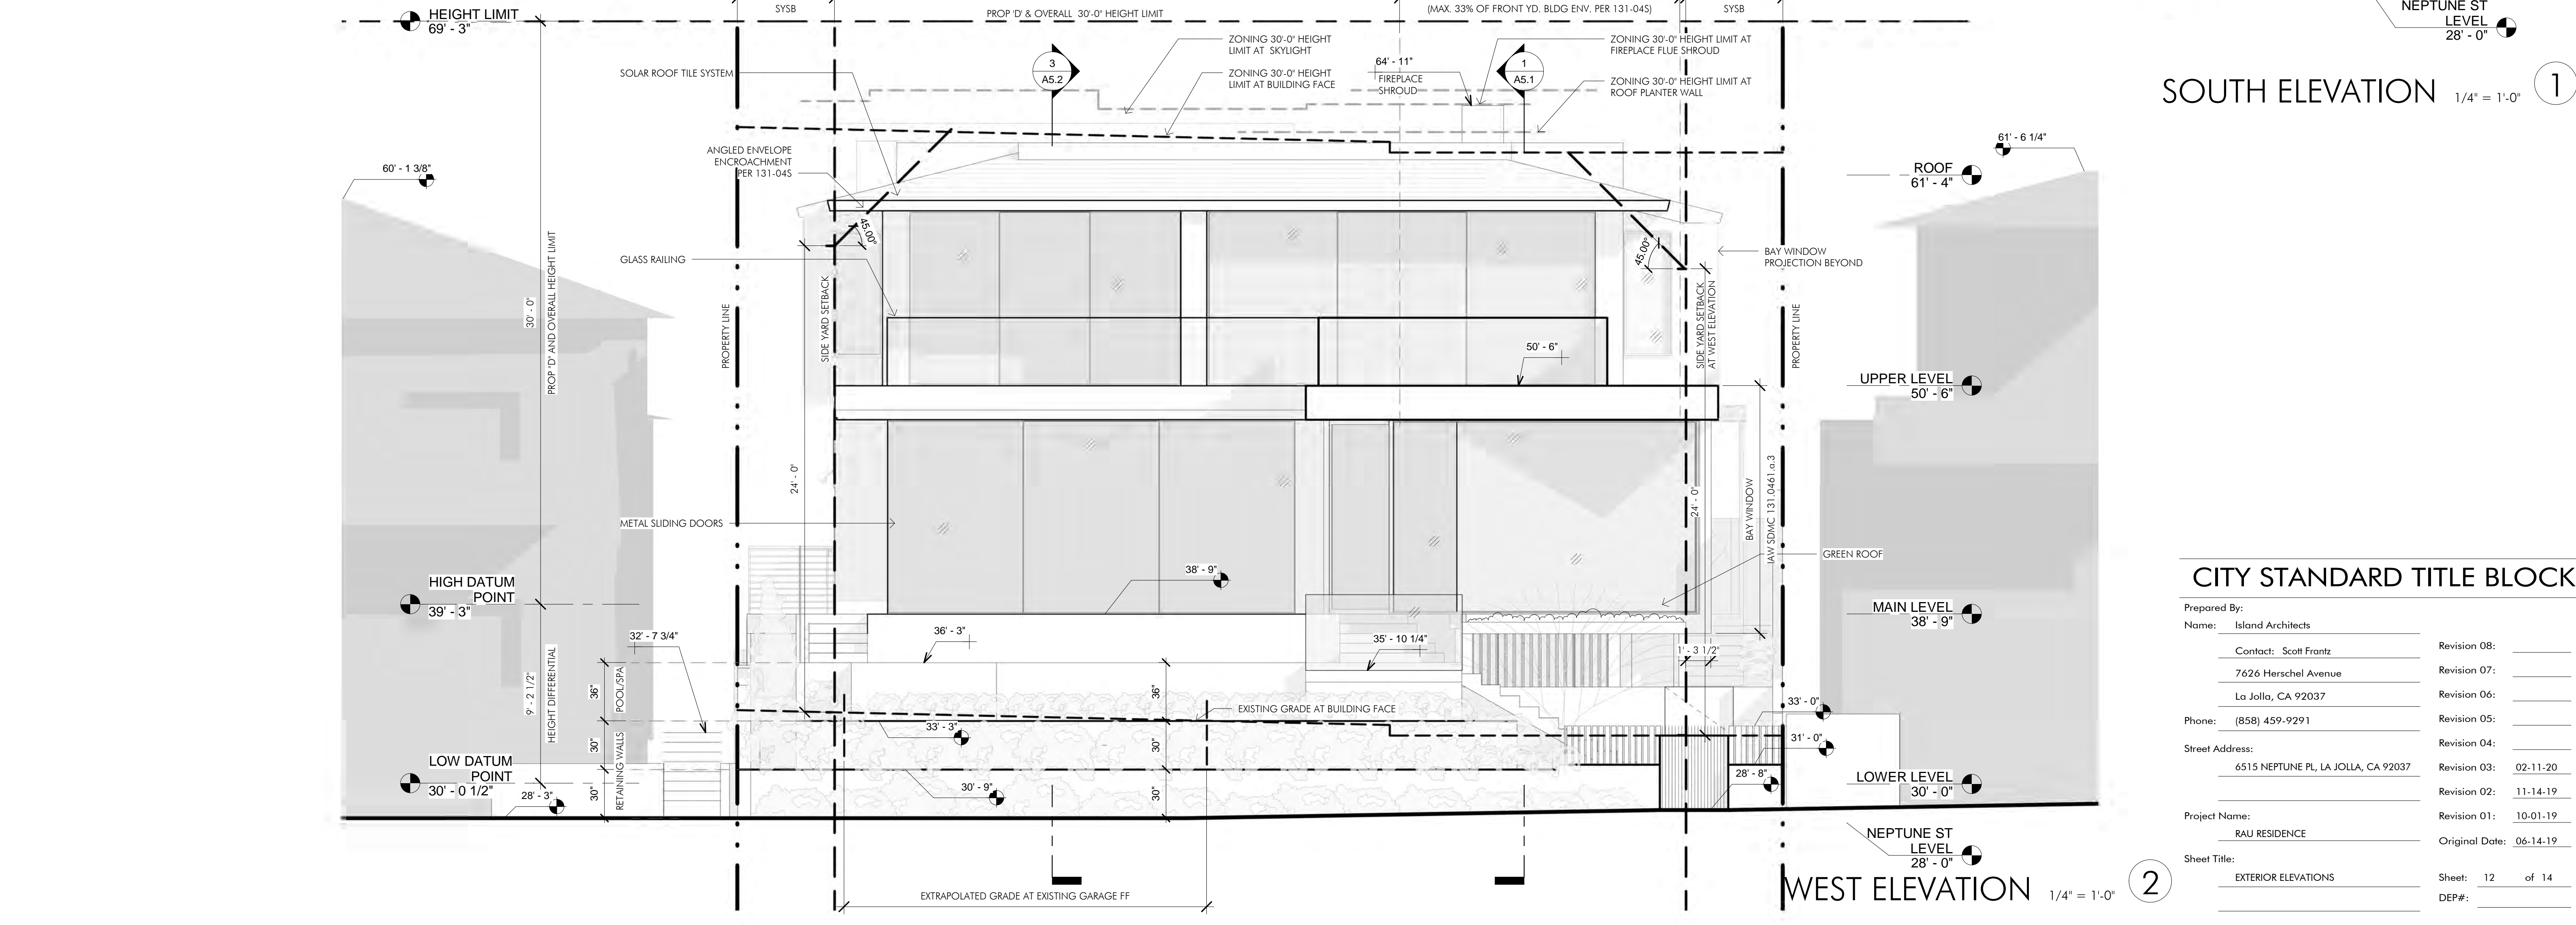 HEIGHT LIMIT
69' - 3"
SYSB
PROP 'D' & OVERALL 30'-0" HEIGHT LIMIT
(MAX. 33% OF FRONT YD. BLDG ENV. PER 131-04S)
SYSB
NEPTUNE ST
LEVEL
28' - 0"
SOUTH ELEVATION 1/4" = 1'-0" 1
SOLAR ROOF TILE SYSTEM
3
A5.2
ZONING 30'-0" HEIGHT
LIMIT AT SKYLIGHT
ZONING 30'-0" HEIGHT
LIMIT AT BUILDING FACE
64' - 11"
FIREPLACE
SHROUD
1
A5.1
ZONING 30'-0" HEIGHT LIMIT AT
FIREPLACE FLUE SHROUD
ZONING 30'-0" HEIGHT LIMIT AT
ROOF PLANTER WALL
60' - 1 3/8"
ANGLED ENVELOPE
ENCROACHMENT
PER 131-04S
61' - 6 1/4"
ROOF
61' - 4"
45.00°
45.00°
GLASS RAILING
BAY WINDOW
PROJECTION BEYOND
30' - 0"
PROP "D" AND OVERALL HEIGHT LIMIT
PROPERTY LINE
SIDE YARD SETBACK
SIDE YARD SETBACK
AT WEST ELEVATION
PROPERTY LINE
50' - 6"
UPPER LEVEL
50' - 6"
24' - 0"
24' - 0"
BAY WINDOW
IAW SDMC 131.0461.a.3
METAL SLIDING DOORS
GREEN ROOF
38' - 9"
HIGH DATUM
POINT
39' - 3"
MAIN LEVEL
38' - 9"
32' - 7 3/4"
36' - 3"
35' - 10 1/4"
1' - 3 1/2"
9' - 2 1/2"
HEIGHT DIFFERENTIAL
36"
POOL/SPA
30"
30"
RETAINING WALLS
36"
30"
30"
EXISTING GRADE AT BUILDING FACE
33' - 3"
33' - 0"
31' - 0"
LOW DATUM
POINT
30' - 0 1/2"
28' - 3"
30' - 9"
28' - 8"
LOWER LEVEL
30' - 0"
NEPTUNE ST
LEVEL
28' - 0"
EXTRAPOLATED GRADE AT EXISTING GARAGE FF
WEST ELEVATION 1/4" = 1'-0" 2
CITY STANDARD TITLE BLOCK
Prepared By:
Name: Island Architects
Contact: Scott Frantz
7626 Herschel Avenue
La Jolla, CA 92037
Phone: (858) 459-9291
Street Address:
6515 NEPTUNE PL, LA JOLLA, CA 92037
Project Name:
RAU RESIDENCE
Sheet Title:
EXTERIOR ELEVATIONS
Revision 08:
Revision 07:
Revision 06:
Revision 05:
Revision 04:
Revision 03: 02-11-20
Revision 02: 11-14-19
Revision 01: 10-01-19
Original Date: 06-14-19
Sheet: 12 of 14
DEP#: